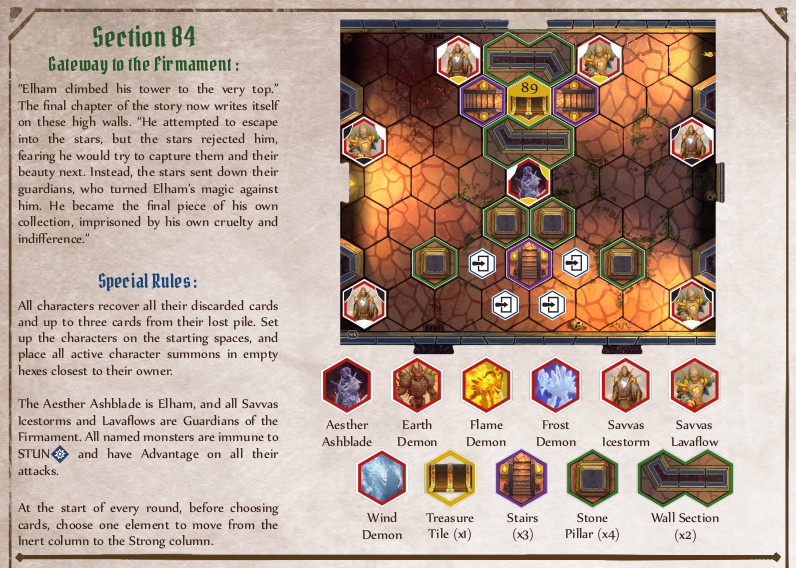 Section 84
Gateway to the Firmament:
“Elham climbed his tower to the very top.”
The final chapter of the story now writes itself
on these high walls. “He attempted to escape
into the stars, but the stars rejected him,
fearing he would try to capture them and their
beauty next. Instead, the stars sent down their
guardians, who turned Elham’s magic against
him. He became the final piece of his own
collection, imprisoned by his own cruelty and
indifference.”
Special Rules:
All characters recover all their discarded cards
and up to three cards from their lost pile. Set
up the characters on the starting spaces, and
place all active character summons in empty
hexes closest to their owner.
The Aesther Ashblade is Elham, and all Savvas
Icestorms and Lavaflows are Guardians of the
Firmament. All named monsters are immune to
STUN and have Advantage on all their
attacks.
At the start of every round, before choosing
cards, choose one element to move from the
Inert column to the Strong column.
89
Aesther
Ashblade
Earth
Demon
Flame
Demon
Frost
Demon
Savvas
Icestorm
Savvas
Lavaflow
Wind
Demon
Treasure
Tile (x1)
Stairs
(x3)
Stone
Pillar (x4)
Wall Section
(x2)